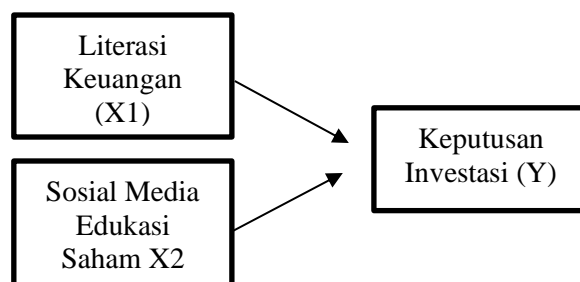 Literasi
Keuangan
(X1)
Keputusan
Investasi (Y)
Sosial Media
Edukasi
Saham X2